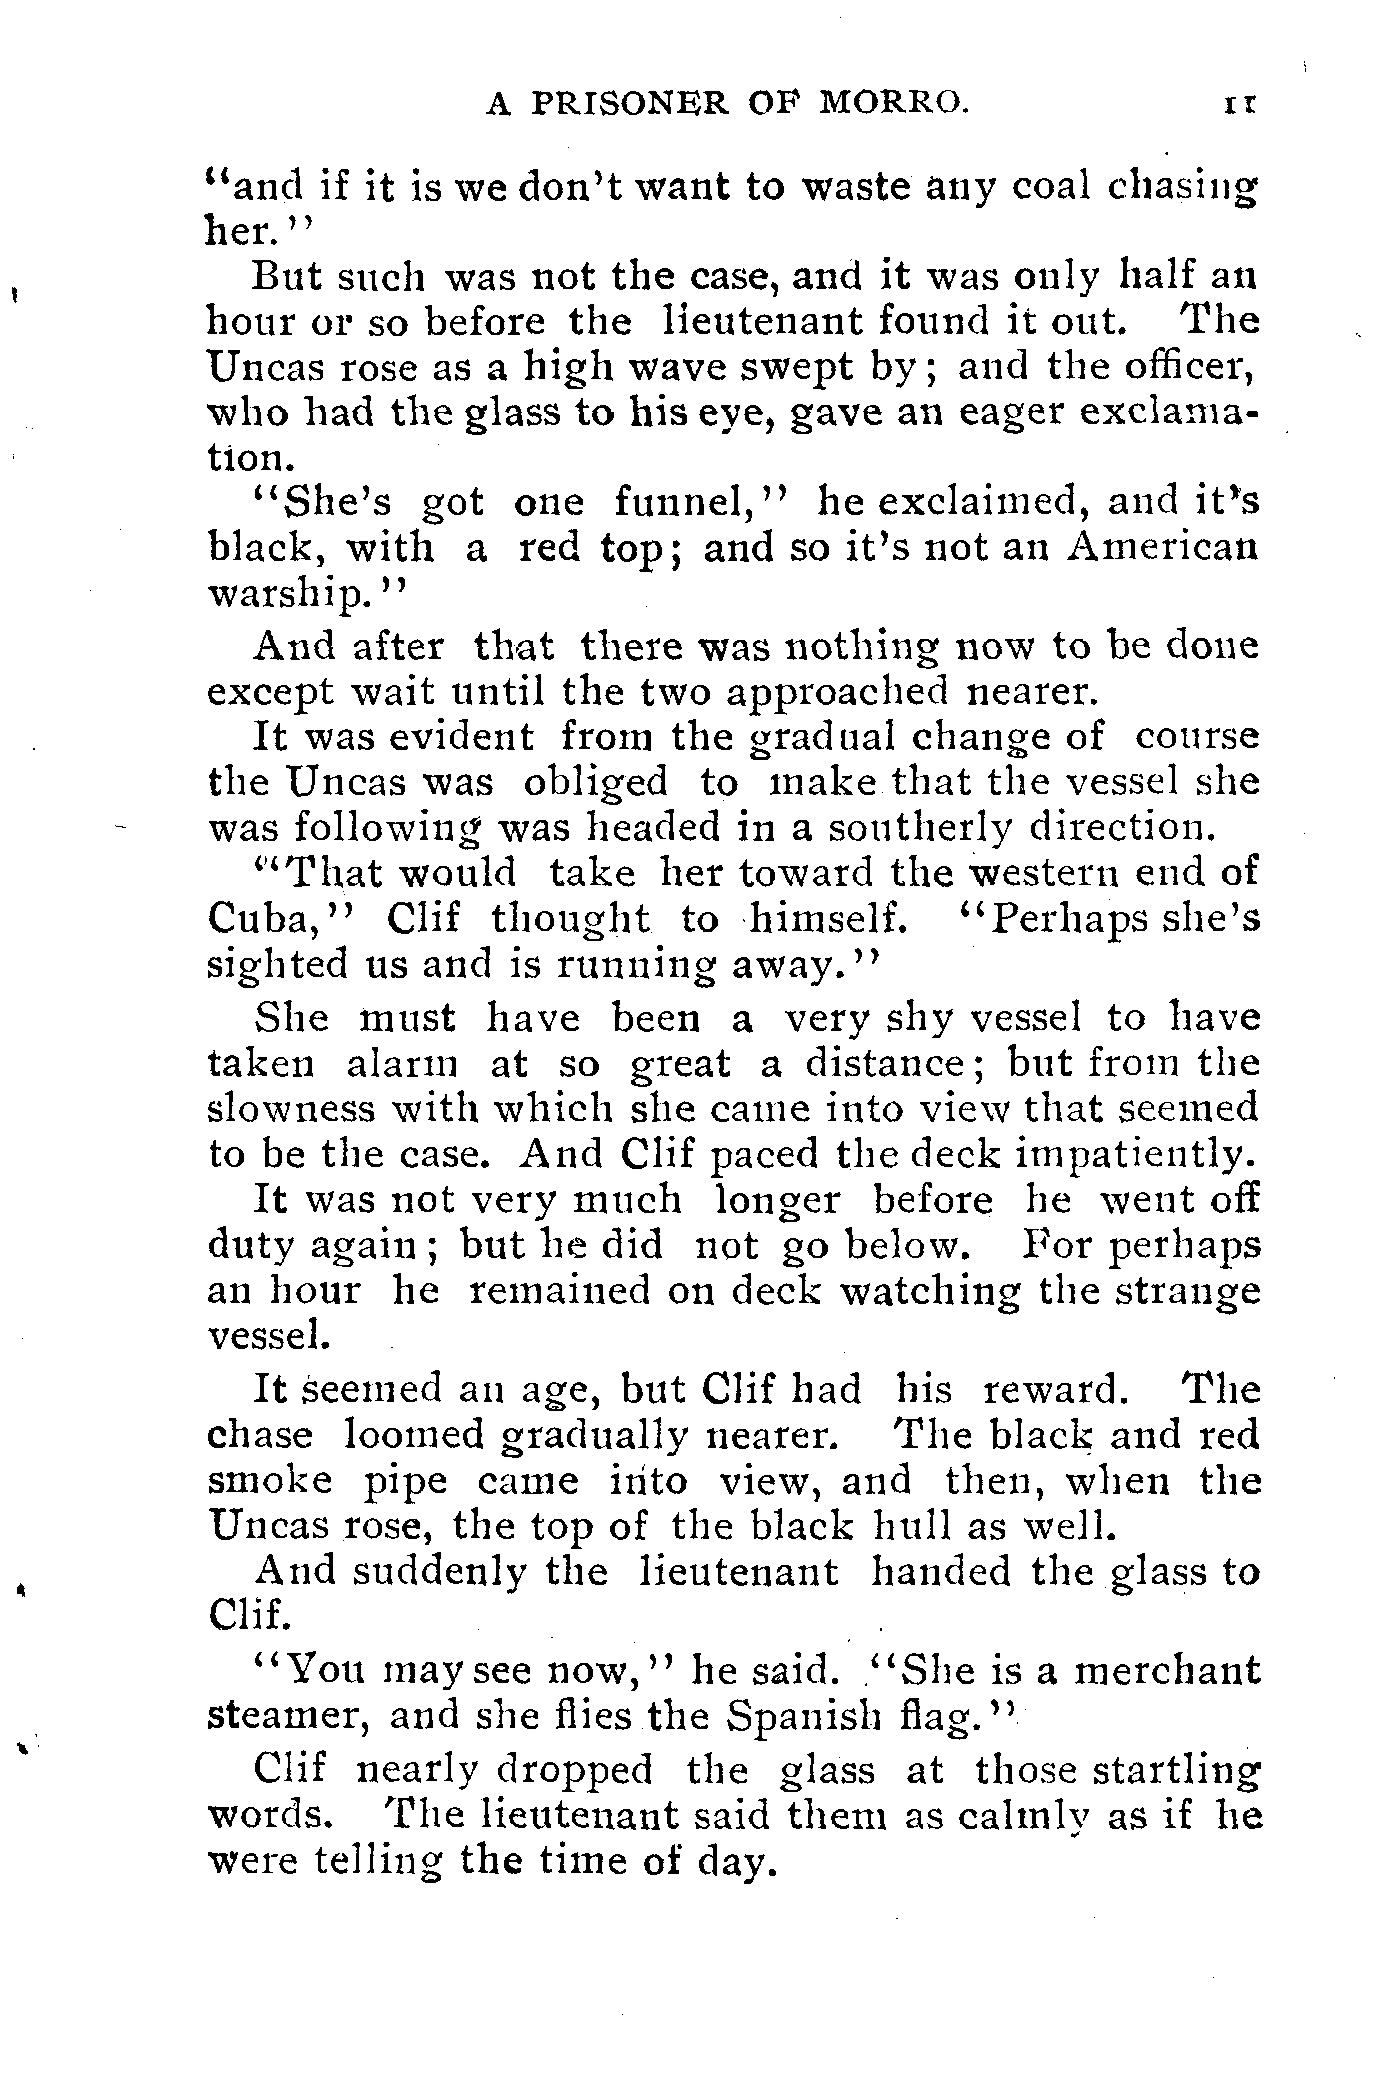 A PRISONER OF MORRO. 11
"and if it is we don't want to waste any coal chasing
her."
But such was not the case, and it was only half an
hour or so before the lieutenant found it out. The
Uncas rose as a high wave swept by; and the officer,
who had the glass to his eye, gave an eager exclama-
tion.
"She's got one funnel," he exclaimed, and it's
black, with a red top; and so it's not an American
warship."
And after that there was nothing now to be done
except wait until the two approached nearer.
It was evident from the gradual change of course
the Uncas was obliged to make that the vessel she
was following was headed in a southerly direction.
"That would take her toward the western end of
Cuba," Clif thought to himself. "Perhaps she's
sighted us and is running away."
She must have been a very shy vessel to have
taken alarm at so great a distance; but from the
slowness with which she came into view that seemed
to be the case. And Clif paced the deck impatiently.
It was not very much longer before he went off
duty again; but he did not go below. For perhaps
an hour he remained on deck watching the strange
vessel.
It seemed an age, but Clif had his reward. The
chase loomed gradually nearer. The black and red
smoke pipe came into view, and then, when the
Uncas rose, the top of the black hull as well.
And suddenly the lieutenant handed the glass to
Clif.
"You may see now," he said. "She is a merchant
steamer, and she flies the Spanish flag."
Clif nearly dropped the glass at those startling
words. The lieutenant said them as calmly as if he
were telling the time of day.